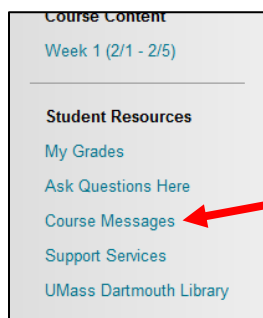 Course Content
Week 1 (2/1 - 2/5)
Student Resources
My Grades
Ask Questions Here
Course Messages
Support Services
UMass Dartmouth Library